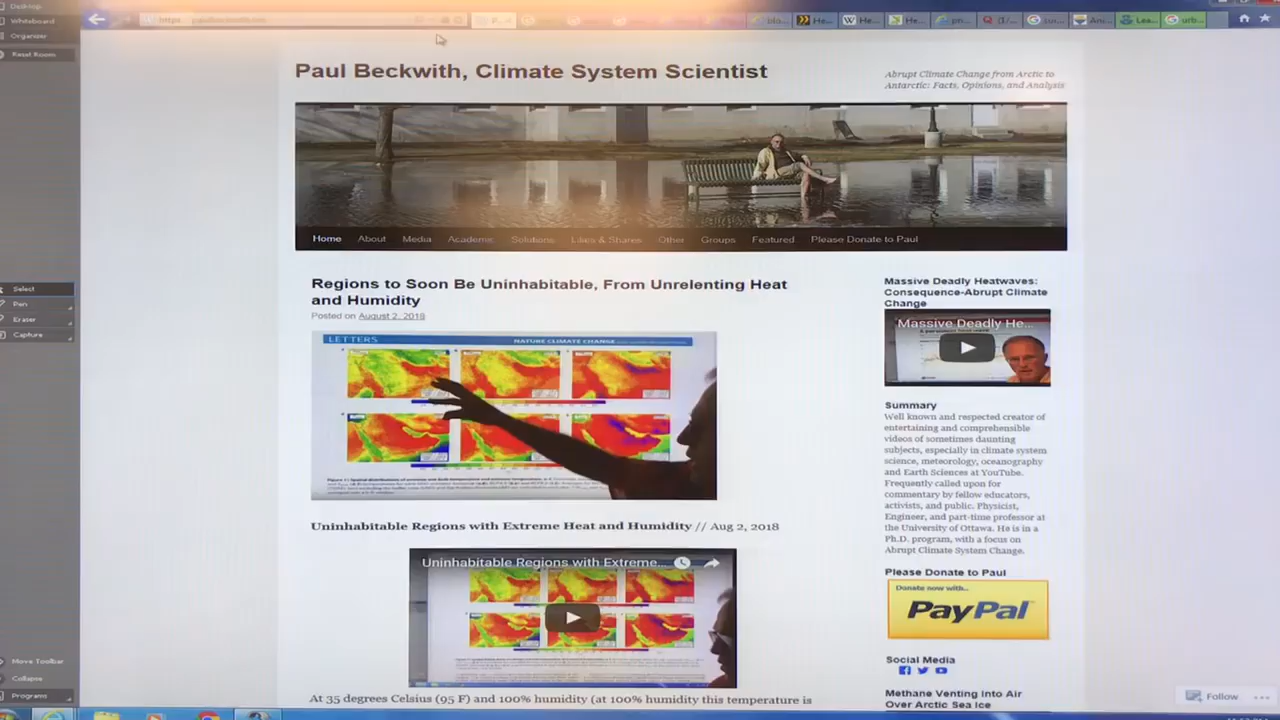 Desktop
Whiteboard
Organizer
Reset Room
https
Paul Beckwith, Climate System Scientist
Abrupt Climate Change from Arctic to
Antarctic: Facts, Opinions, and Analysis
Home About Media Academic Solutions Likes & Shares Other Groups Featured Please Donate to Paul
Select
Pen
Eraser
Capture
Regions to Soon Be Uninhabitable, From Unrelenting Heat
and Humidity
Posted on August 2, 2018
LETTERS NATURE CLIMATE CHANGE
Uninhabitable Regions with Extreme Heat and Humidity // Aug 2, 2018
Uninhabitable Regions with Extreme...
At 35 degrees Celsius (95 F) and 100% humidity (at 100% humidity this temperature is
Massive Deadly Heatwaves:
Consequence-Abrupt Climate
Change
Massive Deadly He...
Summary
Well known and respected creator of
entertaining and comprehensible
videos of sometimes daunting
subjects, especially in climate system
science, meteorology, oceanography
and Earth Sciences at YouTube.
Frequently called upon for
commentary by fellow educators,
activists, and public. Physicist,
Engineer, and part-time professor at
the University of Ottawa. He is in a
Ph.D. program, with a focus on
Abrupt Climate System Change.
Please Donate to Paul
Donate now with...
PayPal
Social Media
Methane Venting Into Air
Over Arctic Sea Ice
Move Toolbar
Collapse
Programs
Follow